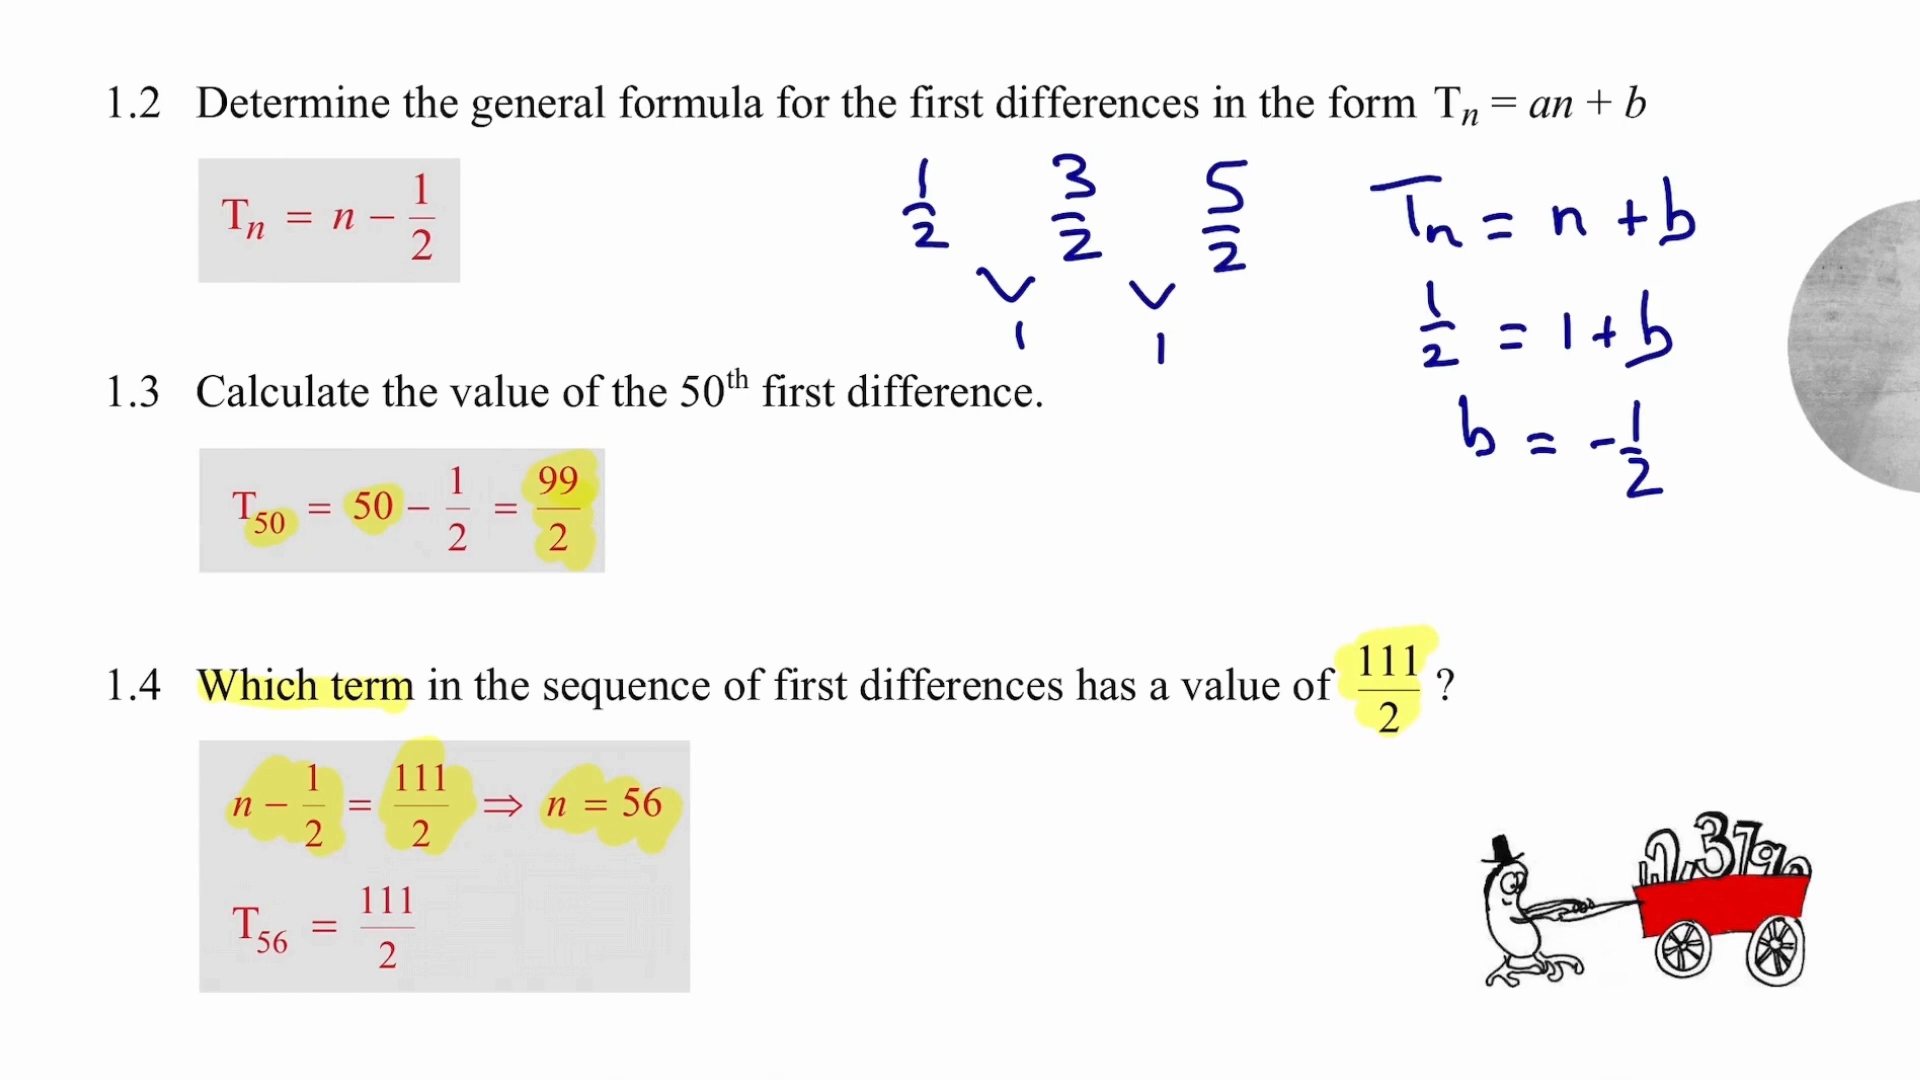 1.2 Determine the general formula for the first differences in the form Tₙ = an + b
Tₙ = n − 1/2
1/2 3/2 5/2
1 1
Tₙ = n + b
1/2 = 1 + b
b = -1/2
1.3 Calculate the value of the 50ᵗʰ first difference.
T₅₀ = 50 − 1/2 = 99/2
1.4 Which term in the sequence of first differences has a value of 111/2 ?
n − 1/2 = 111/2 ⇒ n = 56
T₅₆ = 111/2